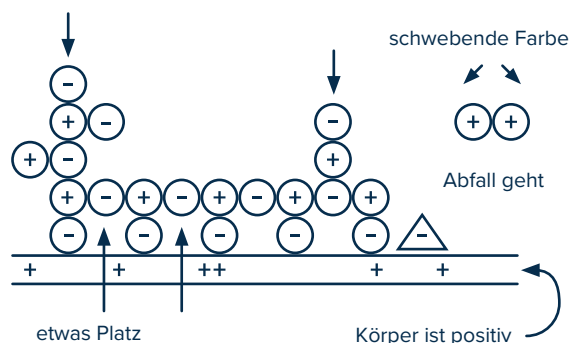 schwebende Farbe
- 
+ - + +
+ - -
+ Abfall geht
+ - + - + - + - +
- - - - - -
+ + ++ + +
etwas Platz Körper ist positiv